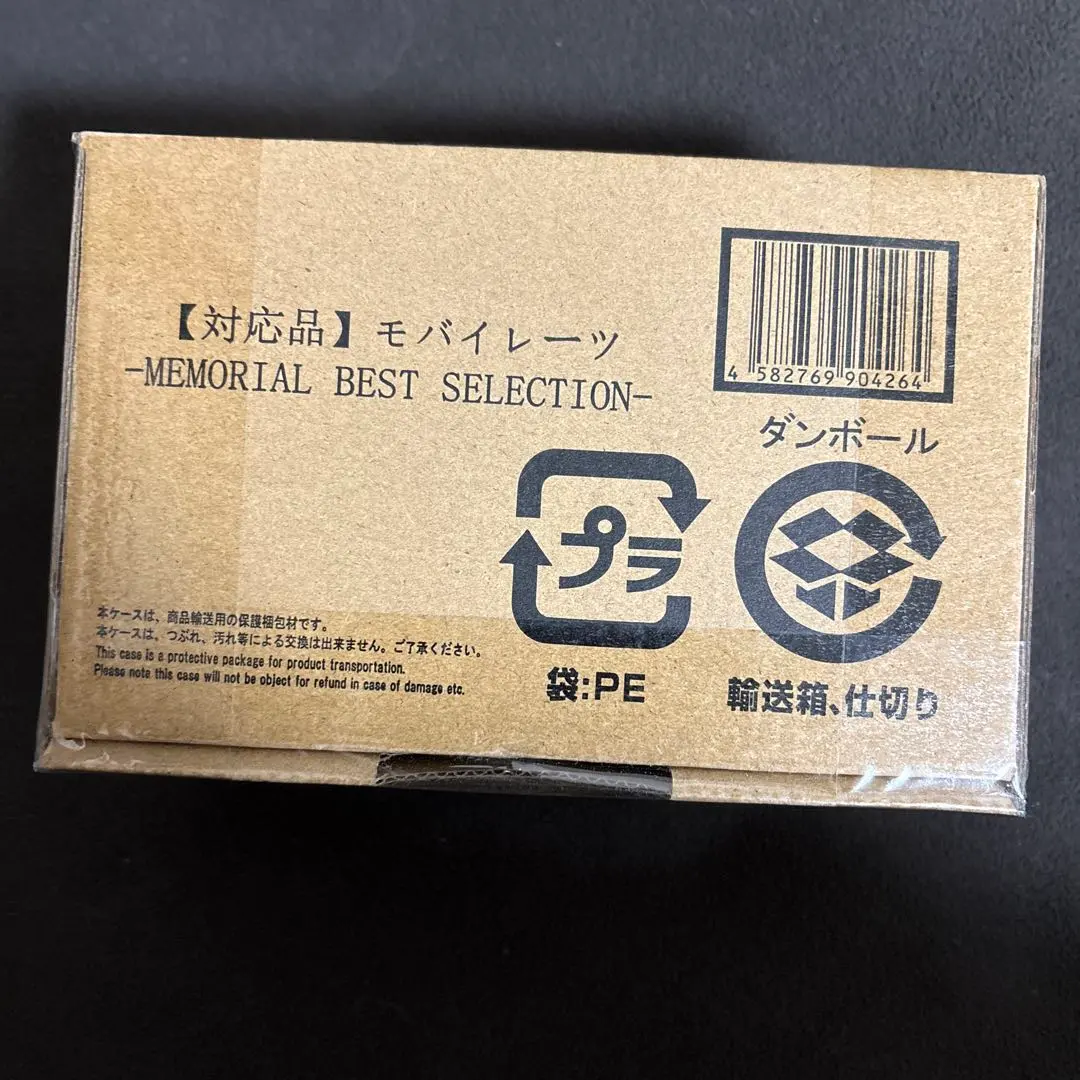 【対応品】モバイレーツ
-MEMORIAL BEST SELECTION-
4 582769 904264
ダンボール
プラ
本ケースは、商品輸送用の保護梱包材です。
本ケースは、つぶれ、汚れ等による交換は出来ません。ご了承ください。
This case is a protective package for product transportation.
Please note this case will not be object for refund in case of damage etc.
袋:PE
輸送箱、仕切り